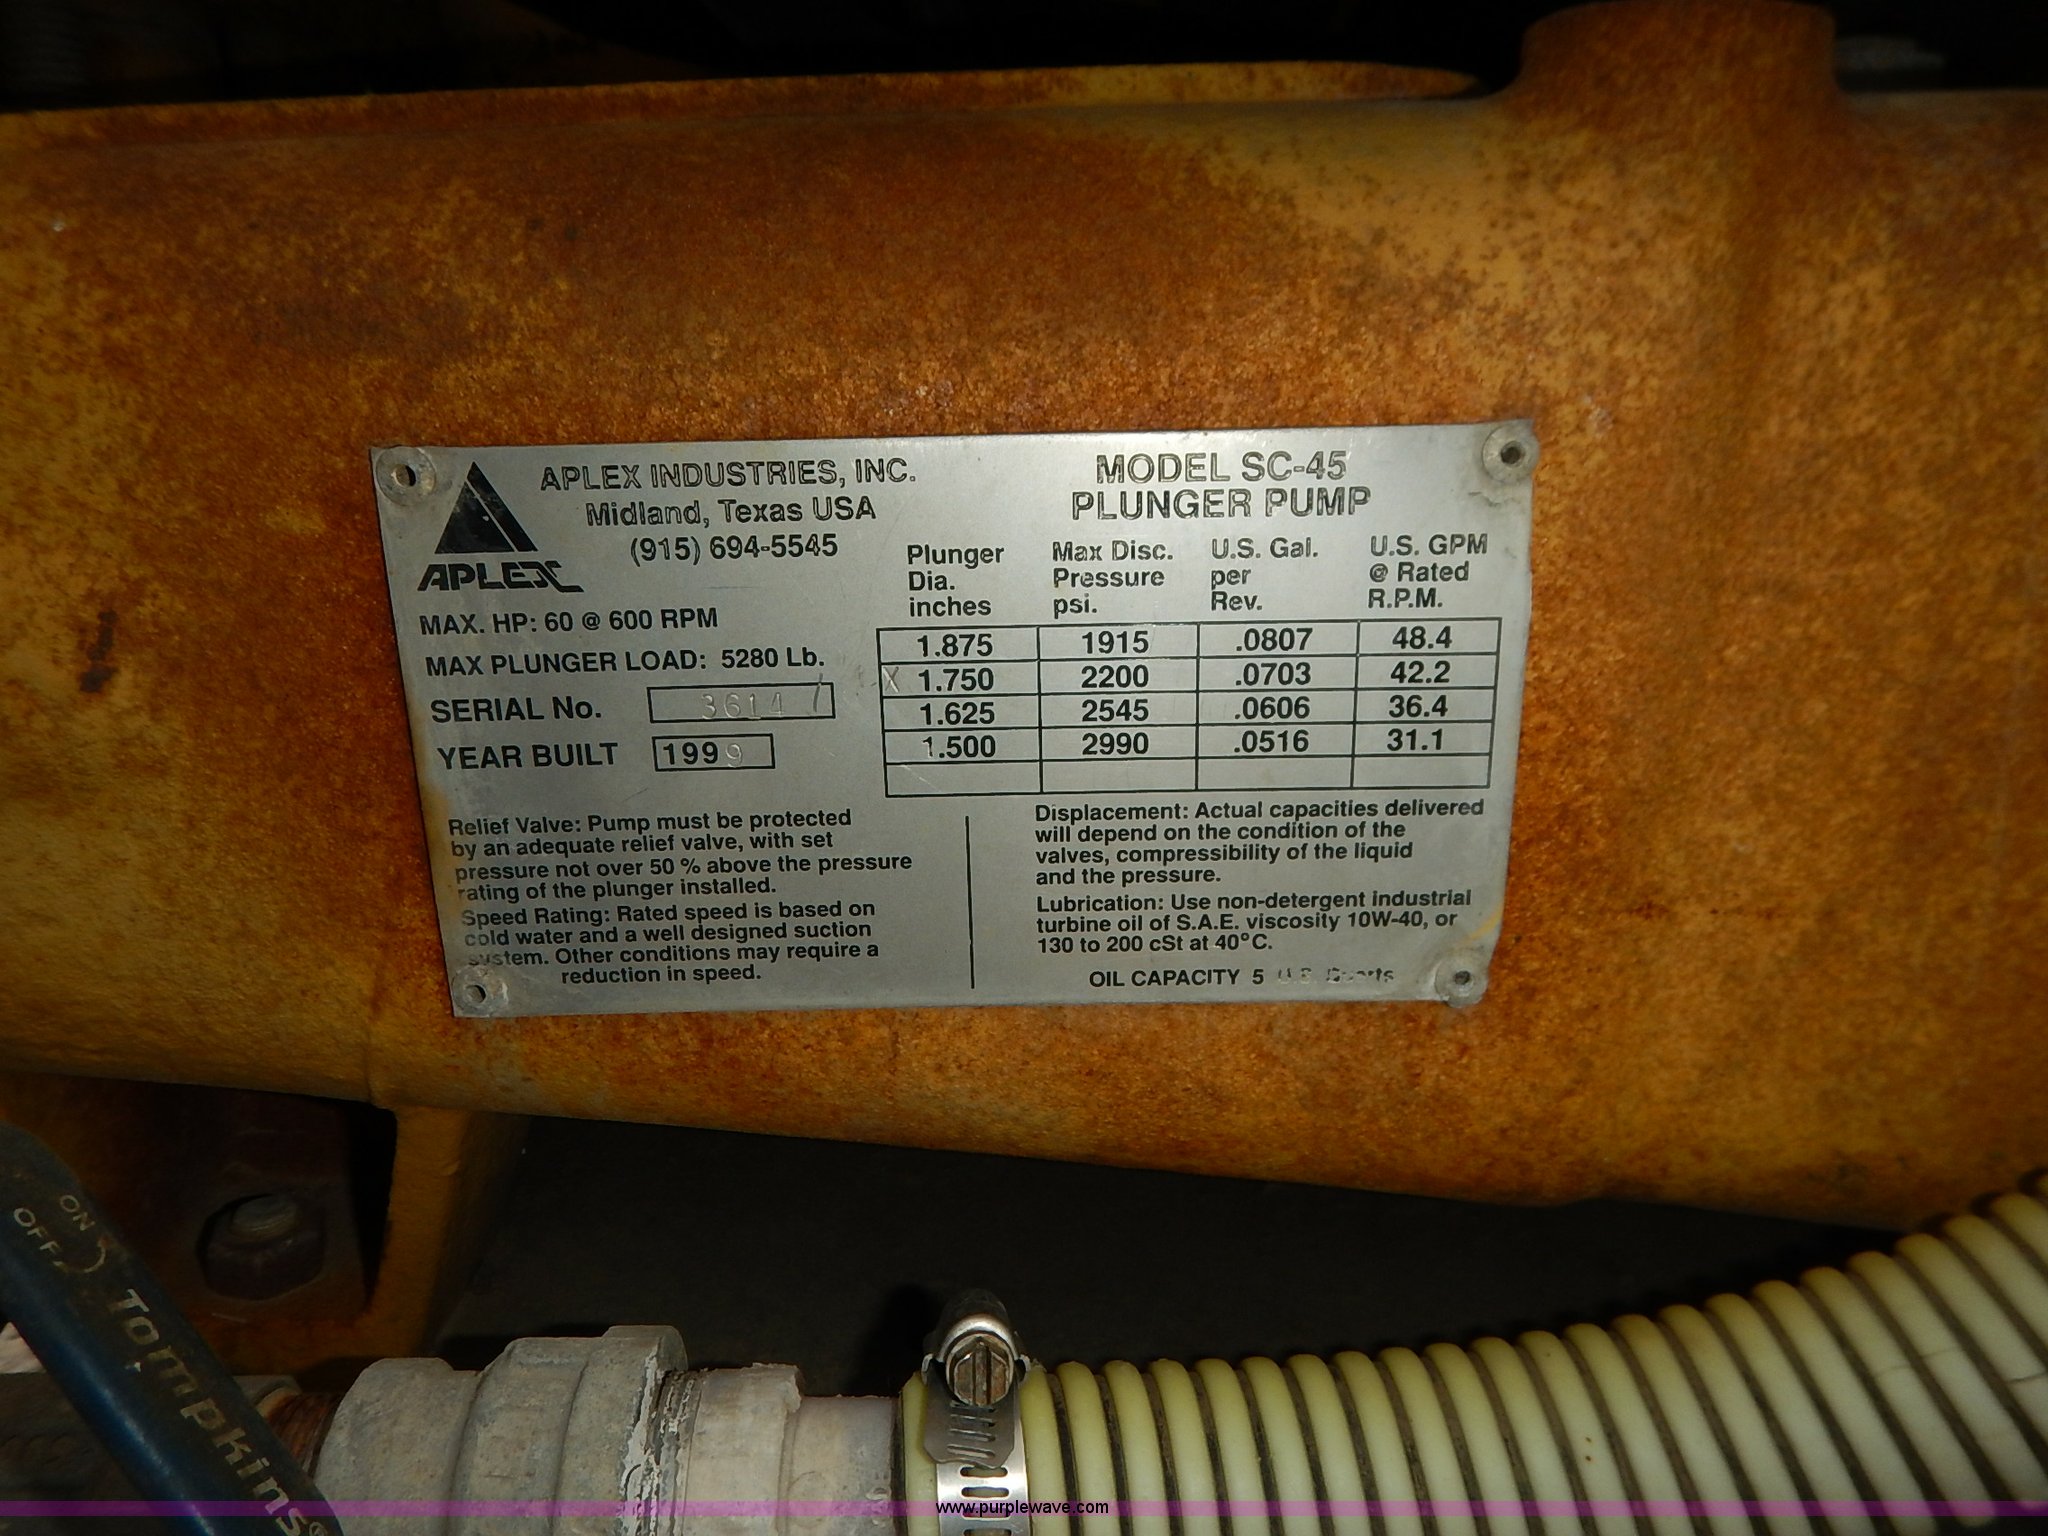 APLEX INDUSTRIES, INC.
Midland, Texas USA
(915) 694-5545
APLEX
MAX. HP: 60 @ 600 RPM
MAX PLUNGER LOAD: 5280 Lb.
SERIAL No. 3614
YEAR BUILT 1999
MODEL SC-45
PLUNGER PUMP
Plunger Dia. inches | Max Disc. Pressure psi. | U.S. Gal. per Rev. | U.S. GPM @ Rated R.P.M.
1.875 1915 .0807 48.4
X 1.750 2200 .0703 42.2
1.625 2545 .0606 36.4
1.500 2990 .0516 31.1
Relief Valve: Pump must be protected
by an adequate relief valve, with set
pressure not over 50 % above the pressure
rating of the plunger installed.
Speed Rating: Rated speed is based on
cold water and a well designed suction
system. Other conditions may require a
reduction in speed.
Displacement: Actual capacities delivered
will depend on the condition of the
valves, compressibility of the liquid
and the pressure.
Lubrication: Use non-detergent industrial
turbine oil of S.A.E. viscosity 10W-40, or
130 to 200 cSt at 40°C.
OIL CAPACITY 5 U.S. Quarts
ON
OFF
TOMPKINS®
www.purplewave.com